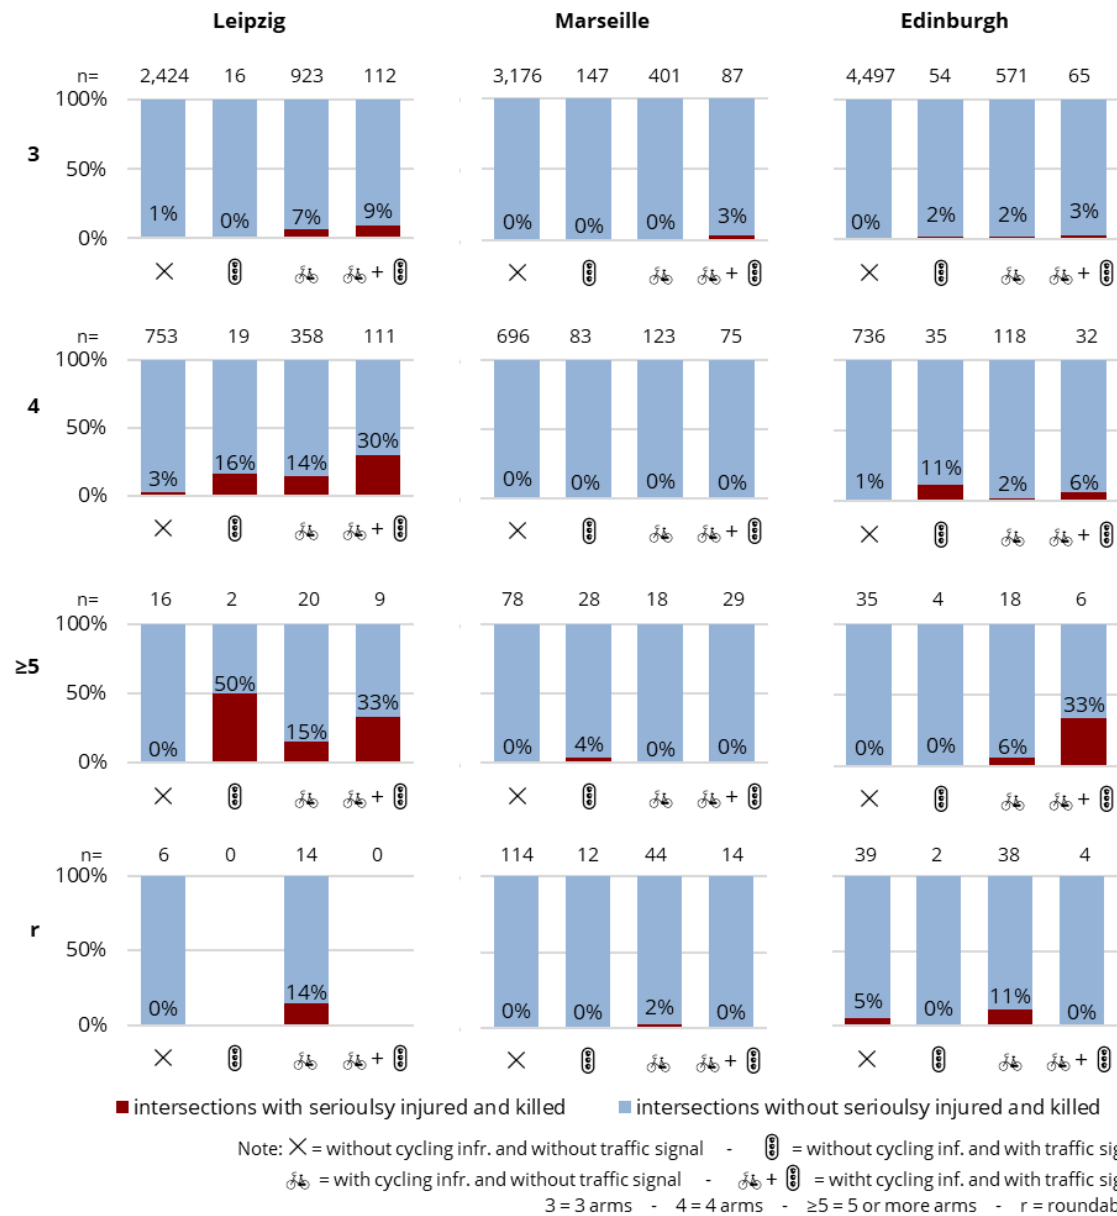 Leipzig Marseille Edinburgh
n= 2,424 16 923 112 3,176 147 401 87 4,497 54 571 65
100%
3
50%
1% 0% 7% 9% 0% 0% 0% 3% 0% 2% 2% 3%
0%
+ + +
n= 753 19 358 111 696 83 123 75 736 35 118 32
100%
4
50%
3% 16% 14% 30% 0% 0% 0% 0% 1% 11% 2% 6%
0%
+ + +
n= 16 2 20 9 78 28 18 29 35 4 18 6
100%
≥5
50%
0% 50% 15% 33% 0% 4% 0% 0% 0% 0% 6% 33%
0%
+ + +
n= 6 0 14 0 114 12 44 14 39 2 38 4
100%
r
50%
0% 14% 0% 0% 2% 0% 5% 0% 11% 0%
0%
+ + +
intersections with serioulsy injured and killed intersections without serioulsy injured and killed
Note: = without cycling infr. and without traffic signal - = without cycling inf. and with traffic sig
= with cycling infr. and without traffic signal - + = witht cycling inf. and with traffic sig
3 = 3 arms - 4 = 4 arms - ≥5 = 5 or more arms - r = roundab